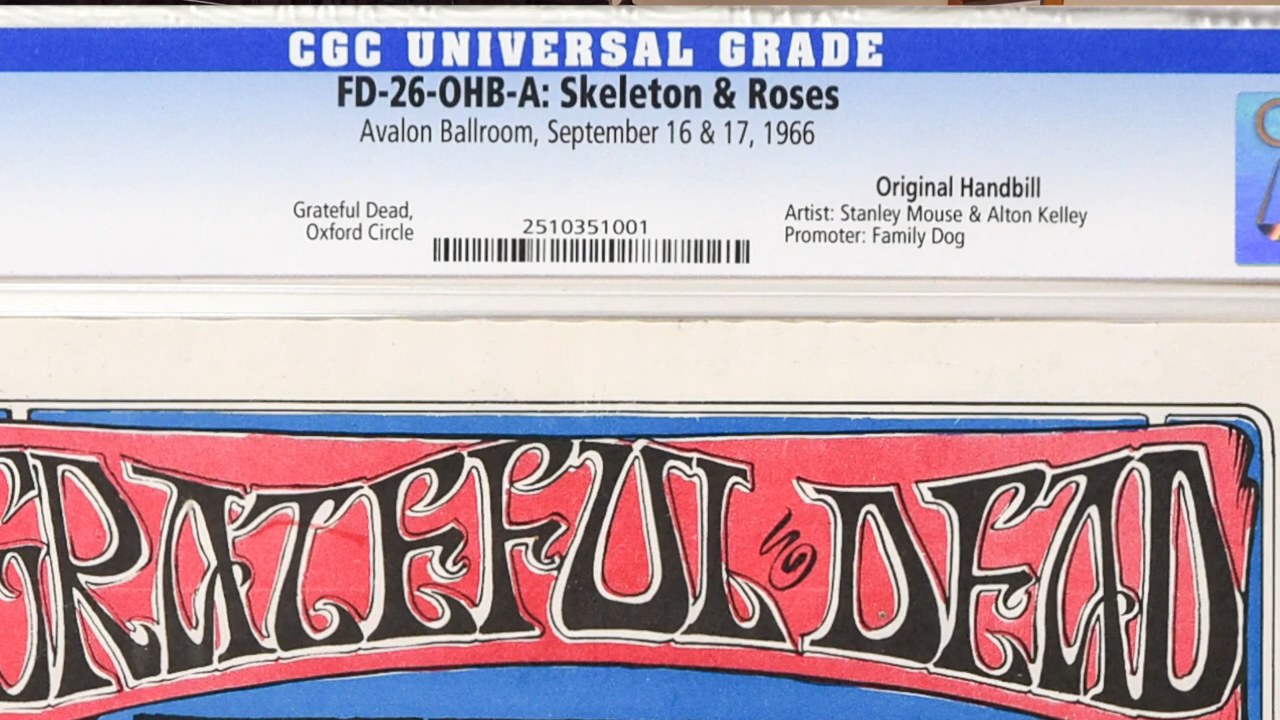 CGC UNIVERSAL GRADE
FD-26-OHB-A: Skeleton & Roses
Avalon Ballroom, September 16 & 17, 1966
Grateful Dead,
Oxford Circle
2510351001
Original Handbill
Artist: Stanley Mouse & Alton Kelley
Promoter: Family Dog
GRATEFUL DEAD